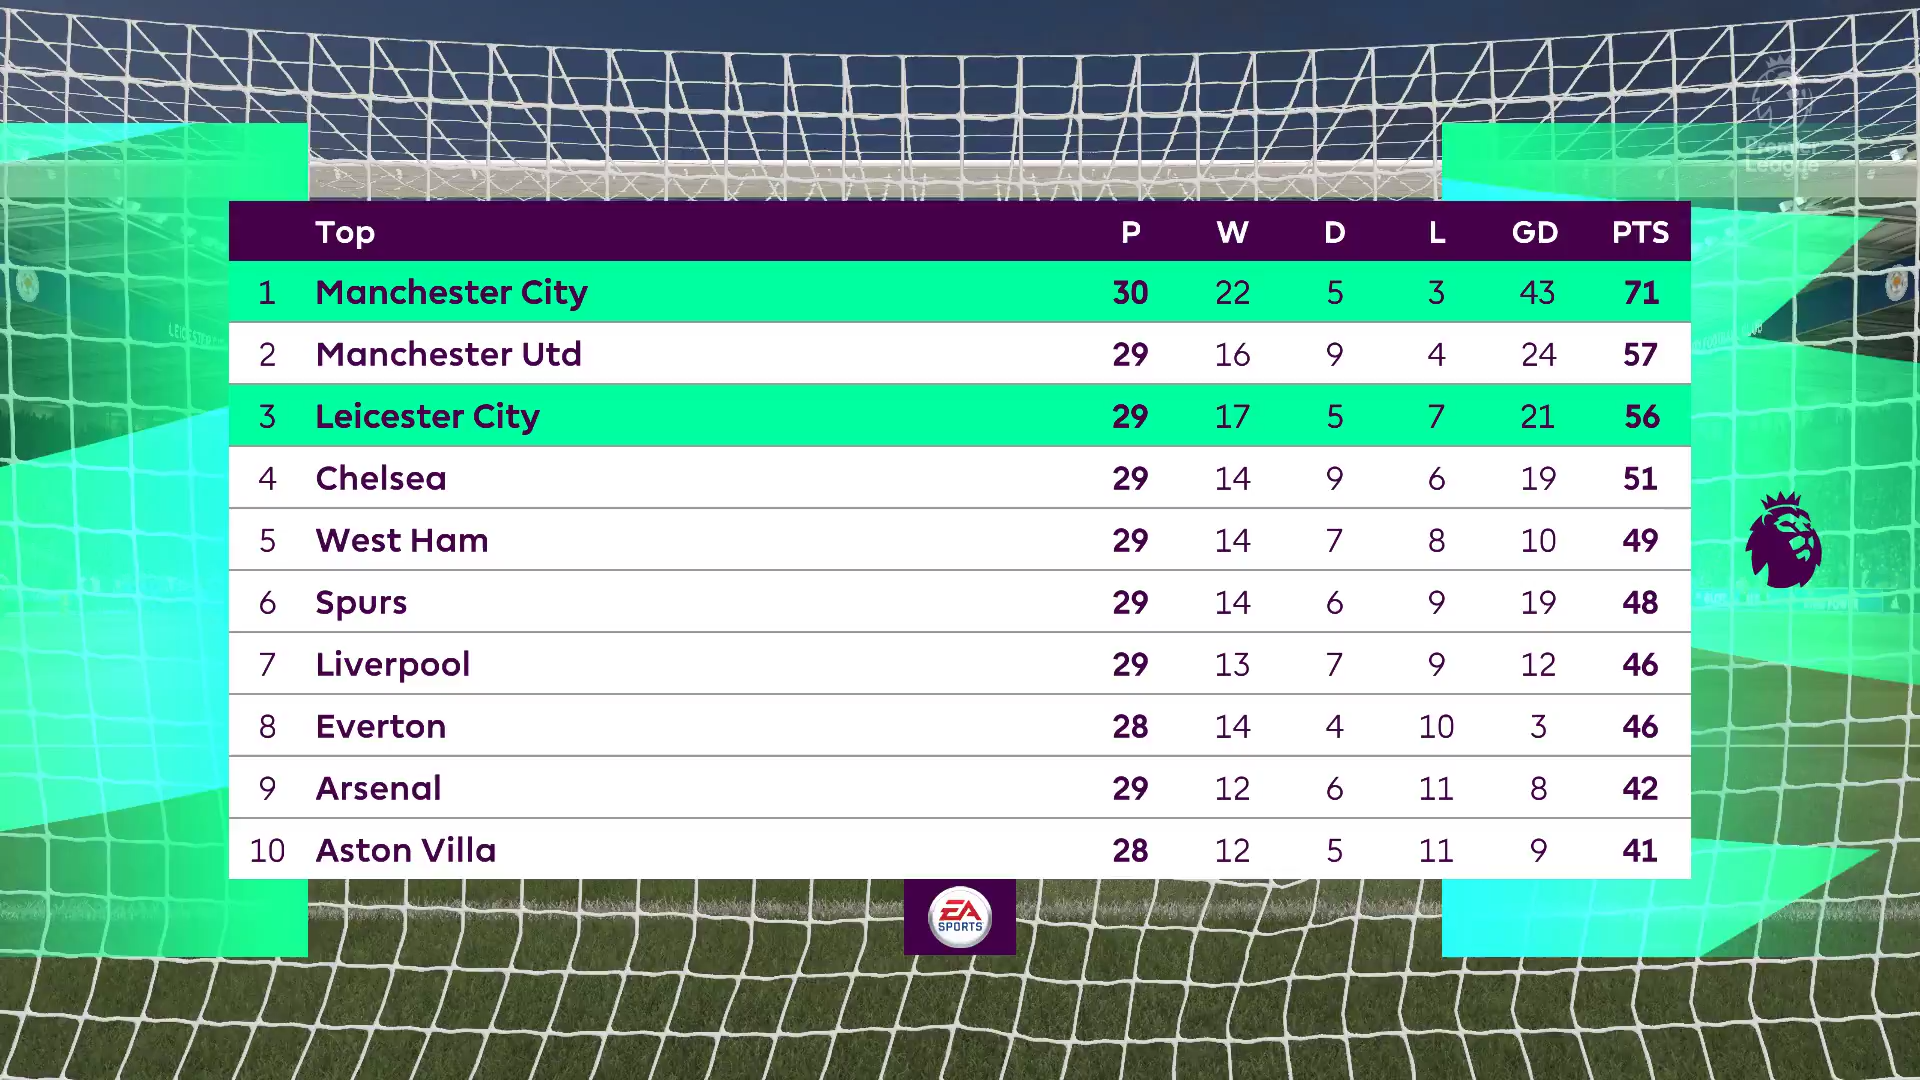 Premier
League
Top P W D L GD PTS
1 Manchester City 30 22 5 3 43 71
2 Manchester Utd 29 16 9 4 24 57
3 Leicester City 29 17 5 7 21 56
4 Chelsea 29 14 9 6 19 51
5 West Ham 29 14 7 8 10 49
6 Spurs 29 14 6 9 19 48
7 Liverpool 29 13 7 9 12 46
8 Everton 28 14 4 10 3 46
9 Arsenal 29 12 6 11 8 42
10 Aston Villa 28 12 5 11 9 41
EA
SPORTS